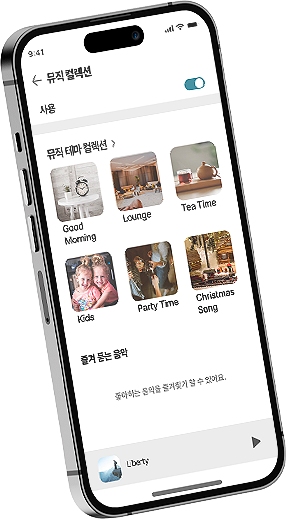 9:41
뮤직 컬렉션
사용
뮤직 테마 컬렉션 >
Good
Morning
Lounge
Tea Time
Kids
Party Time
Christmas
Song
즐겨 듣는 음악
좋아하는 음악을 즐겨찾기 할 수 있어요.
Liberty